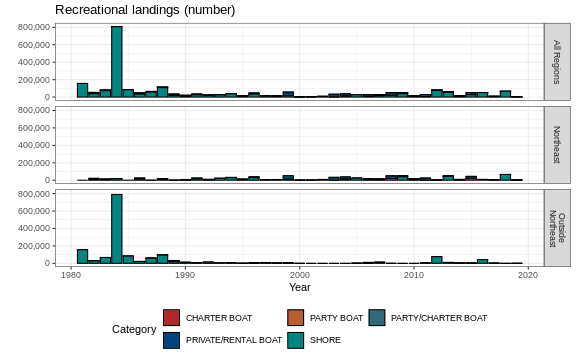 Recreational landings (number)
800,000
600,000
400,000
200,000
0
All Regions
800,000
600,000
400,000
200,000
0
Northeast
800,000
600,000
400,000
200,000
0
Outside
Northeast
1980 1990 2000 2010 2020
Year
Category
CHARTER BOAT PARTY BOAT PARTY/CHARTER BOAT
PRIVATE/RENTAL BOAT SHORE